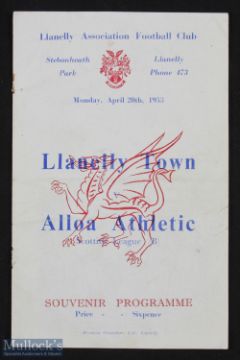 Llanelly Association Football Club
Stebonheath Park
Llanelly Phone 473
Monday, April 20th, 1953
Llanelly Town
Alloa Athletic
Scottish League 'B'
SOUVENIR PROGRAMME
Price - - Sixpence
Mullock's